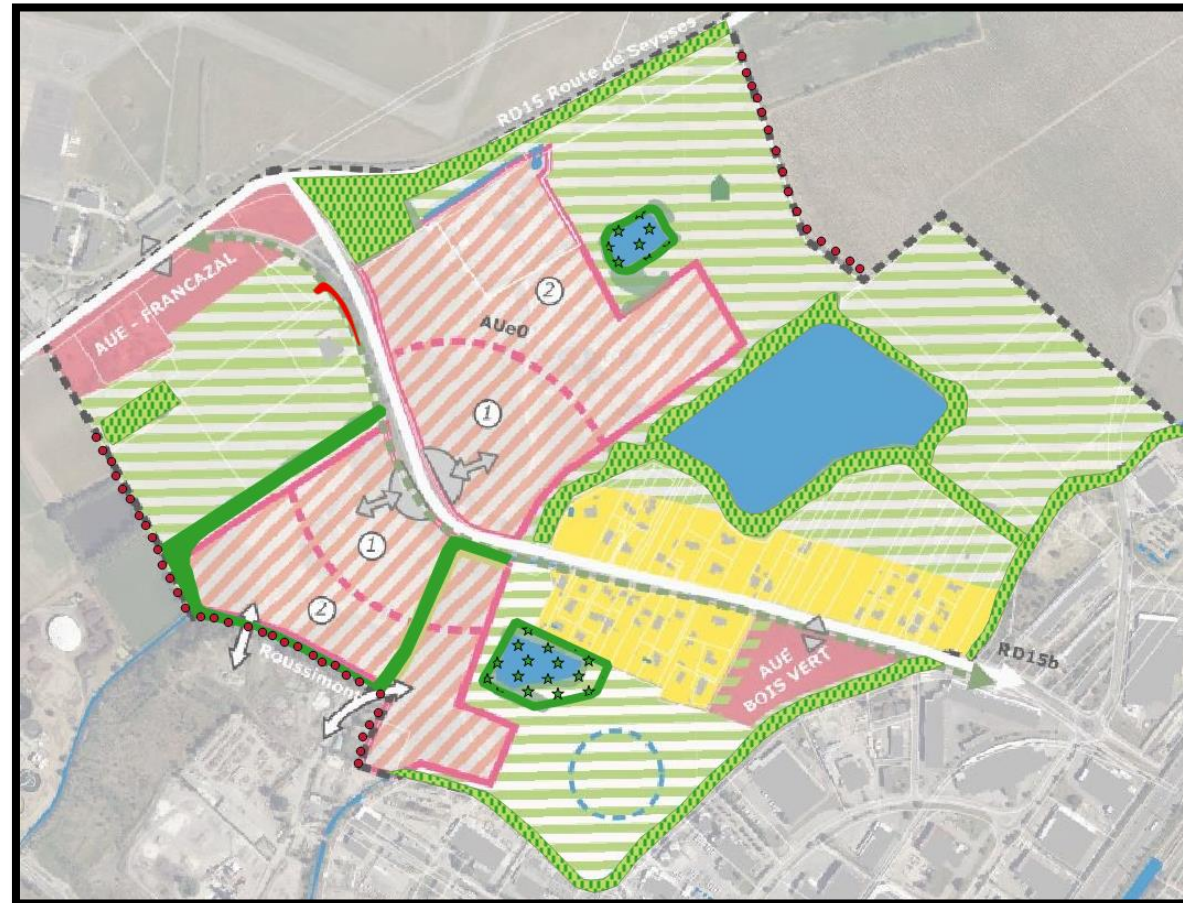 RD15 Route de Seysses
AUE - FRANCAZAL
2
AUe0
1
1
2
Roussimort
AUE
BOIS VERT
RD15b